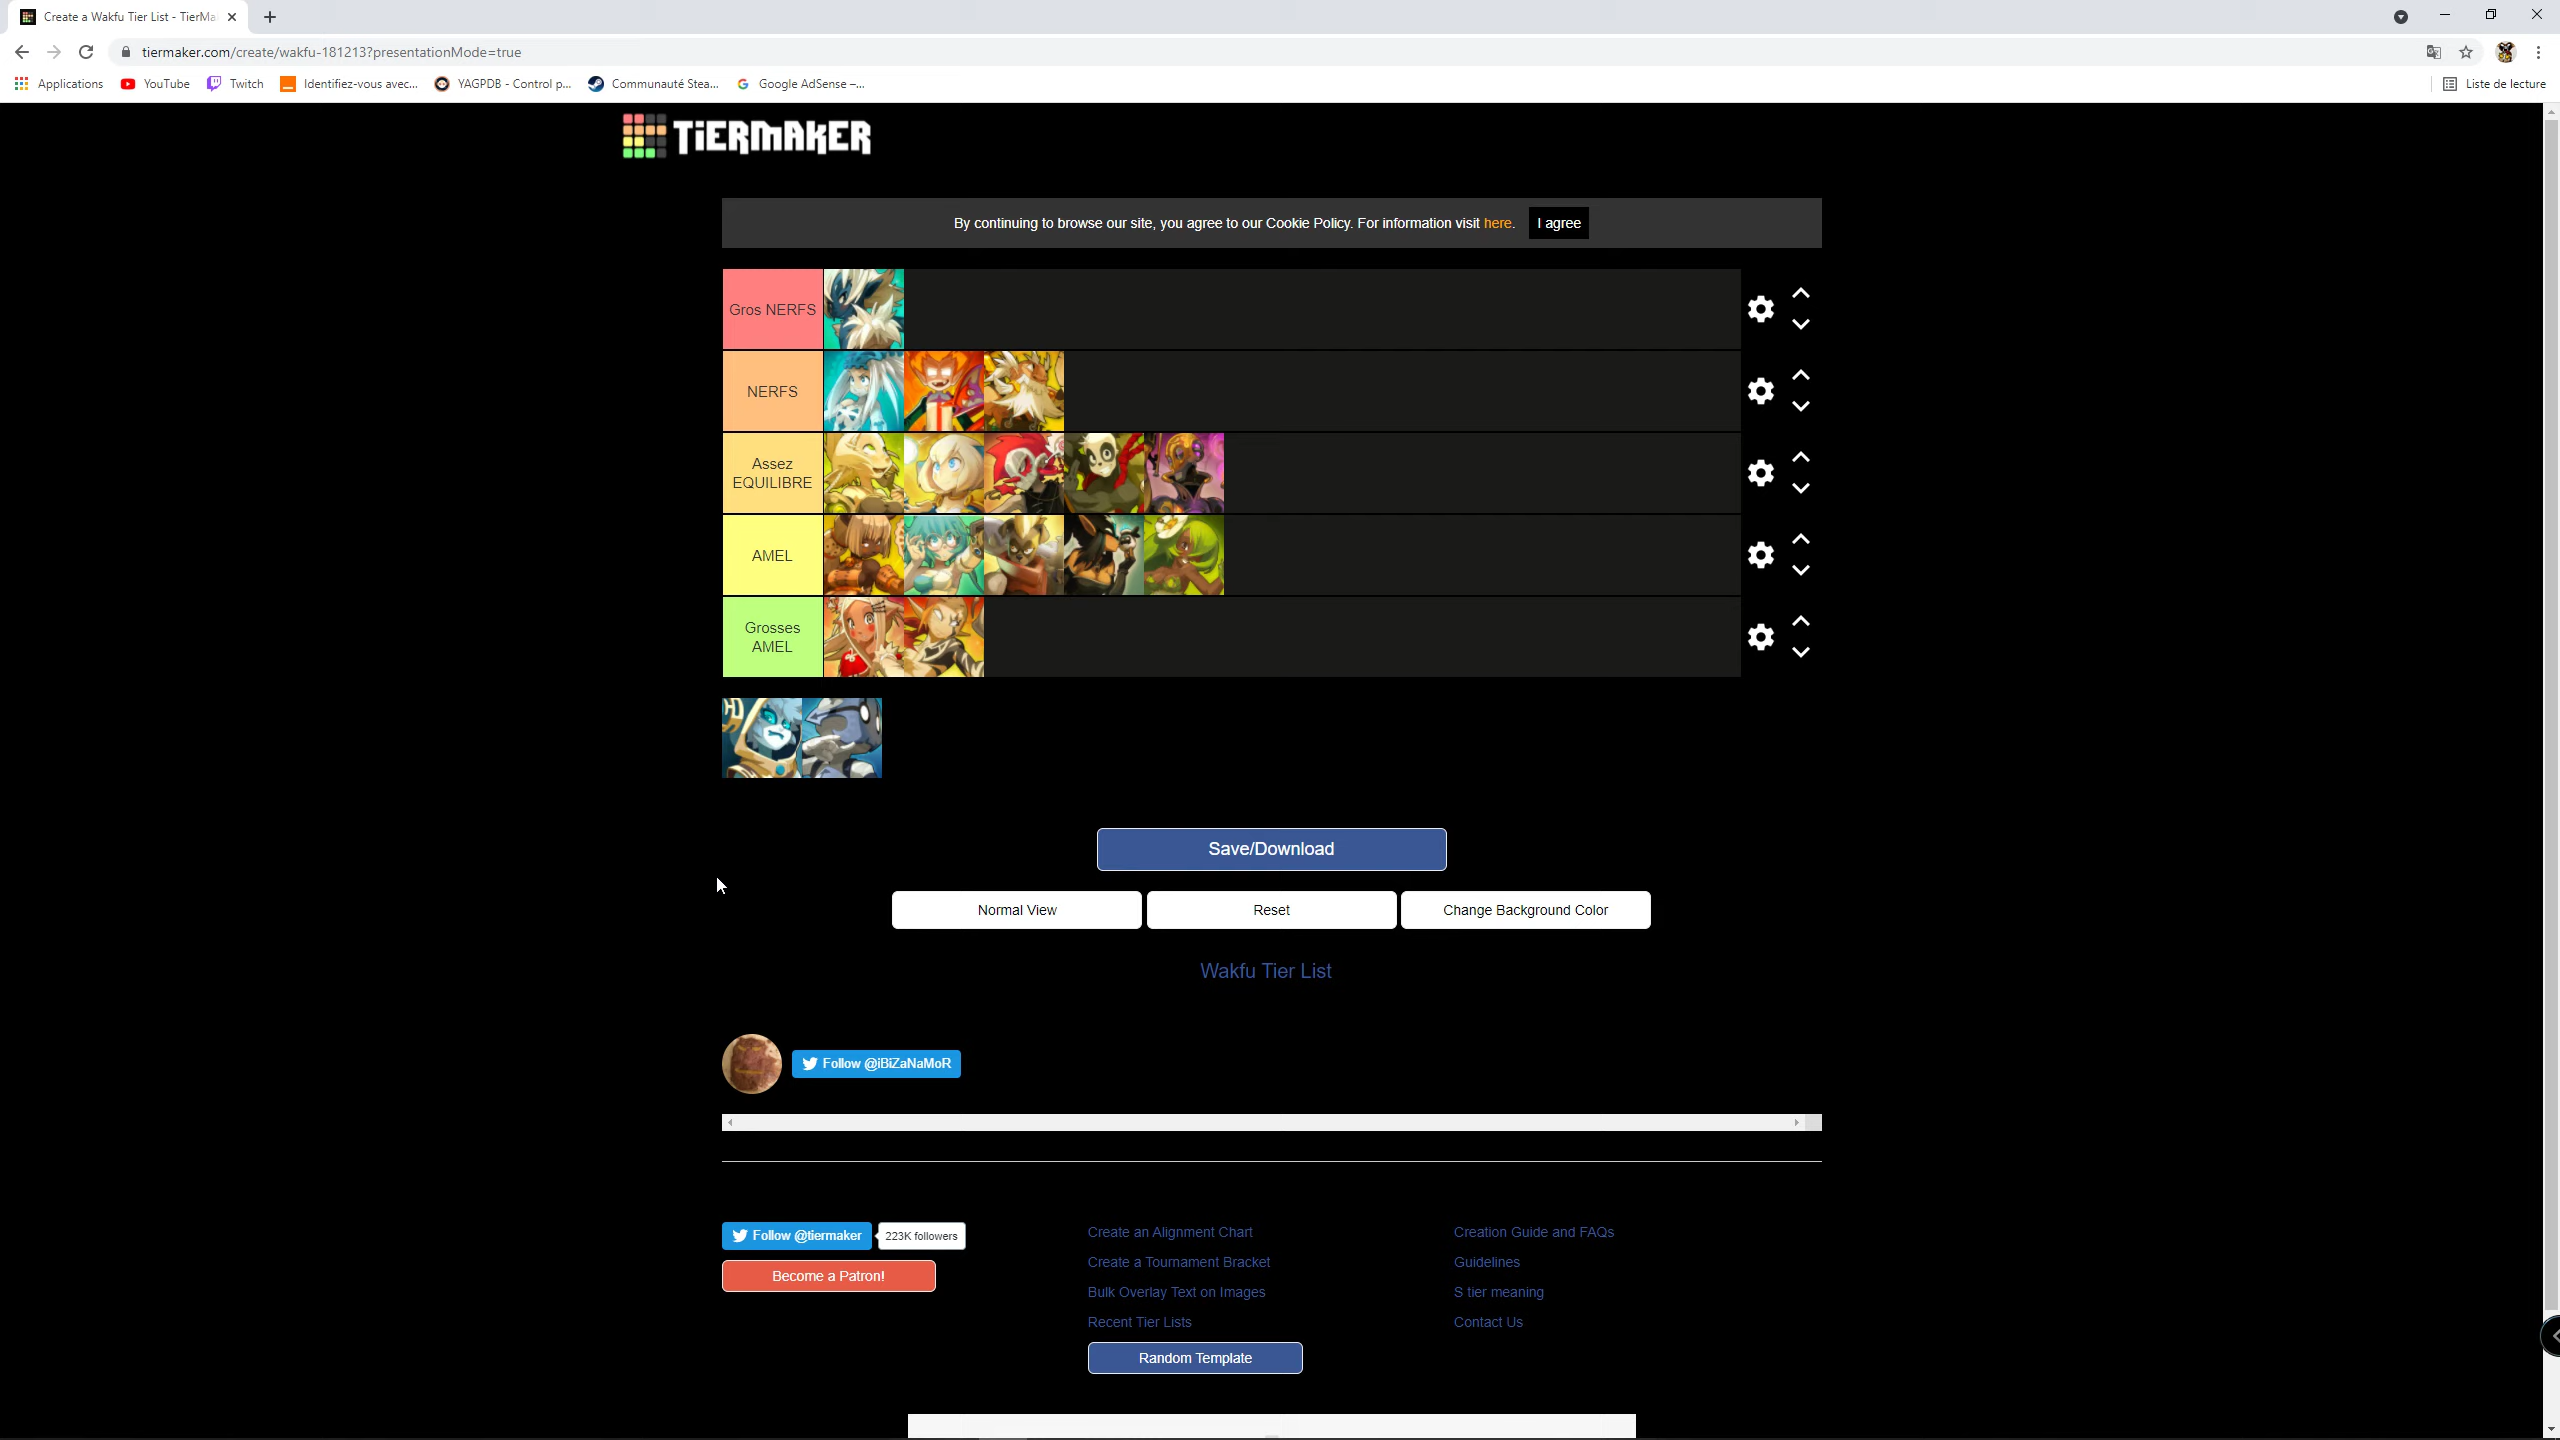 Create a Wakfu Tier List - TierMa
tiermaker.com/create/wakfu-181213?presentationMode=true
Applications YouTube Twitch Identifiez-vous avec... YAGPDB - Control p... Communauté Stea... Google AdSense –... Liste de lecture
TiERMAKER
By continuing to browse our site, you agree to our Cookie Policy. For information visit here. I agree
Gros NERFS
NERFS
Assez
EQUILIBRE
AMEL
Grosses
AMEL
Save/Download
Normal View Reset Change Background Color
Wakfu Tier List
Follow @iBiZaNaMoR
Follow @tiermaker 223K followers
Become a Patron!
Create an Alignment Chart
Create a Tournament Bracket
Bulk Overlay Text on Images
Recent Tier Lists
Random Template
Creation Guide and FAQs
Guidelines
S tier meaning
Contact Us